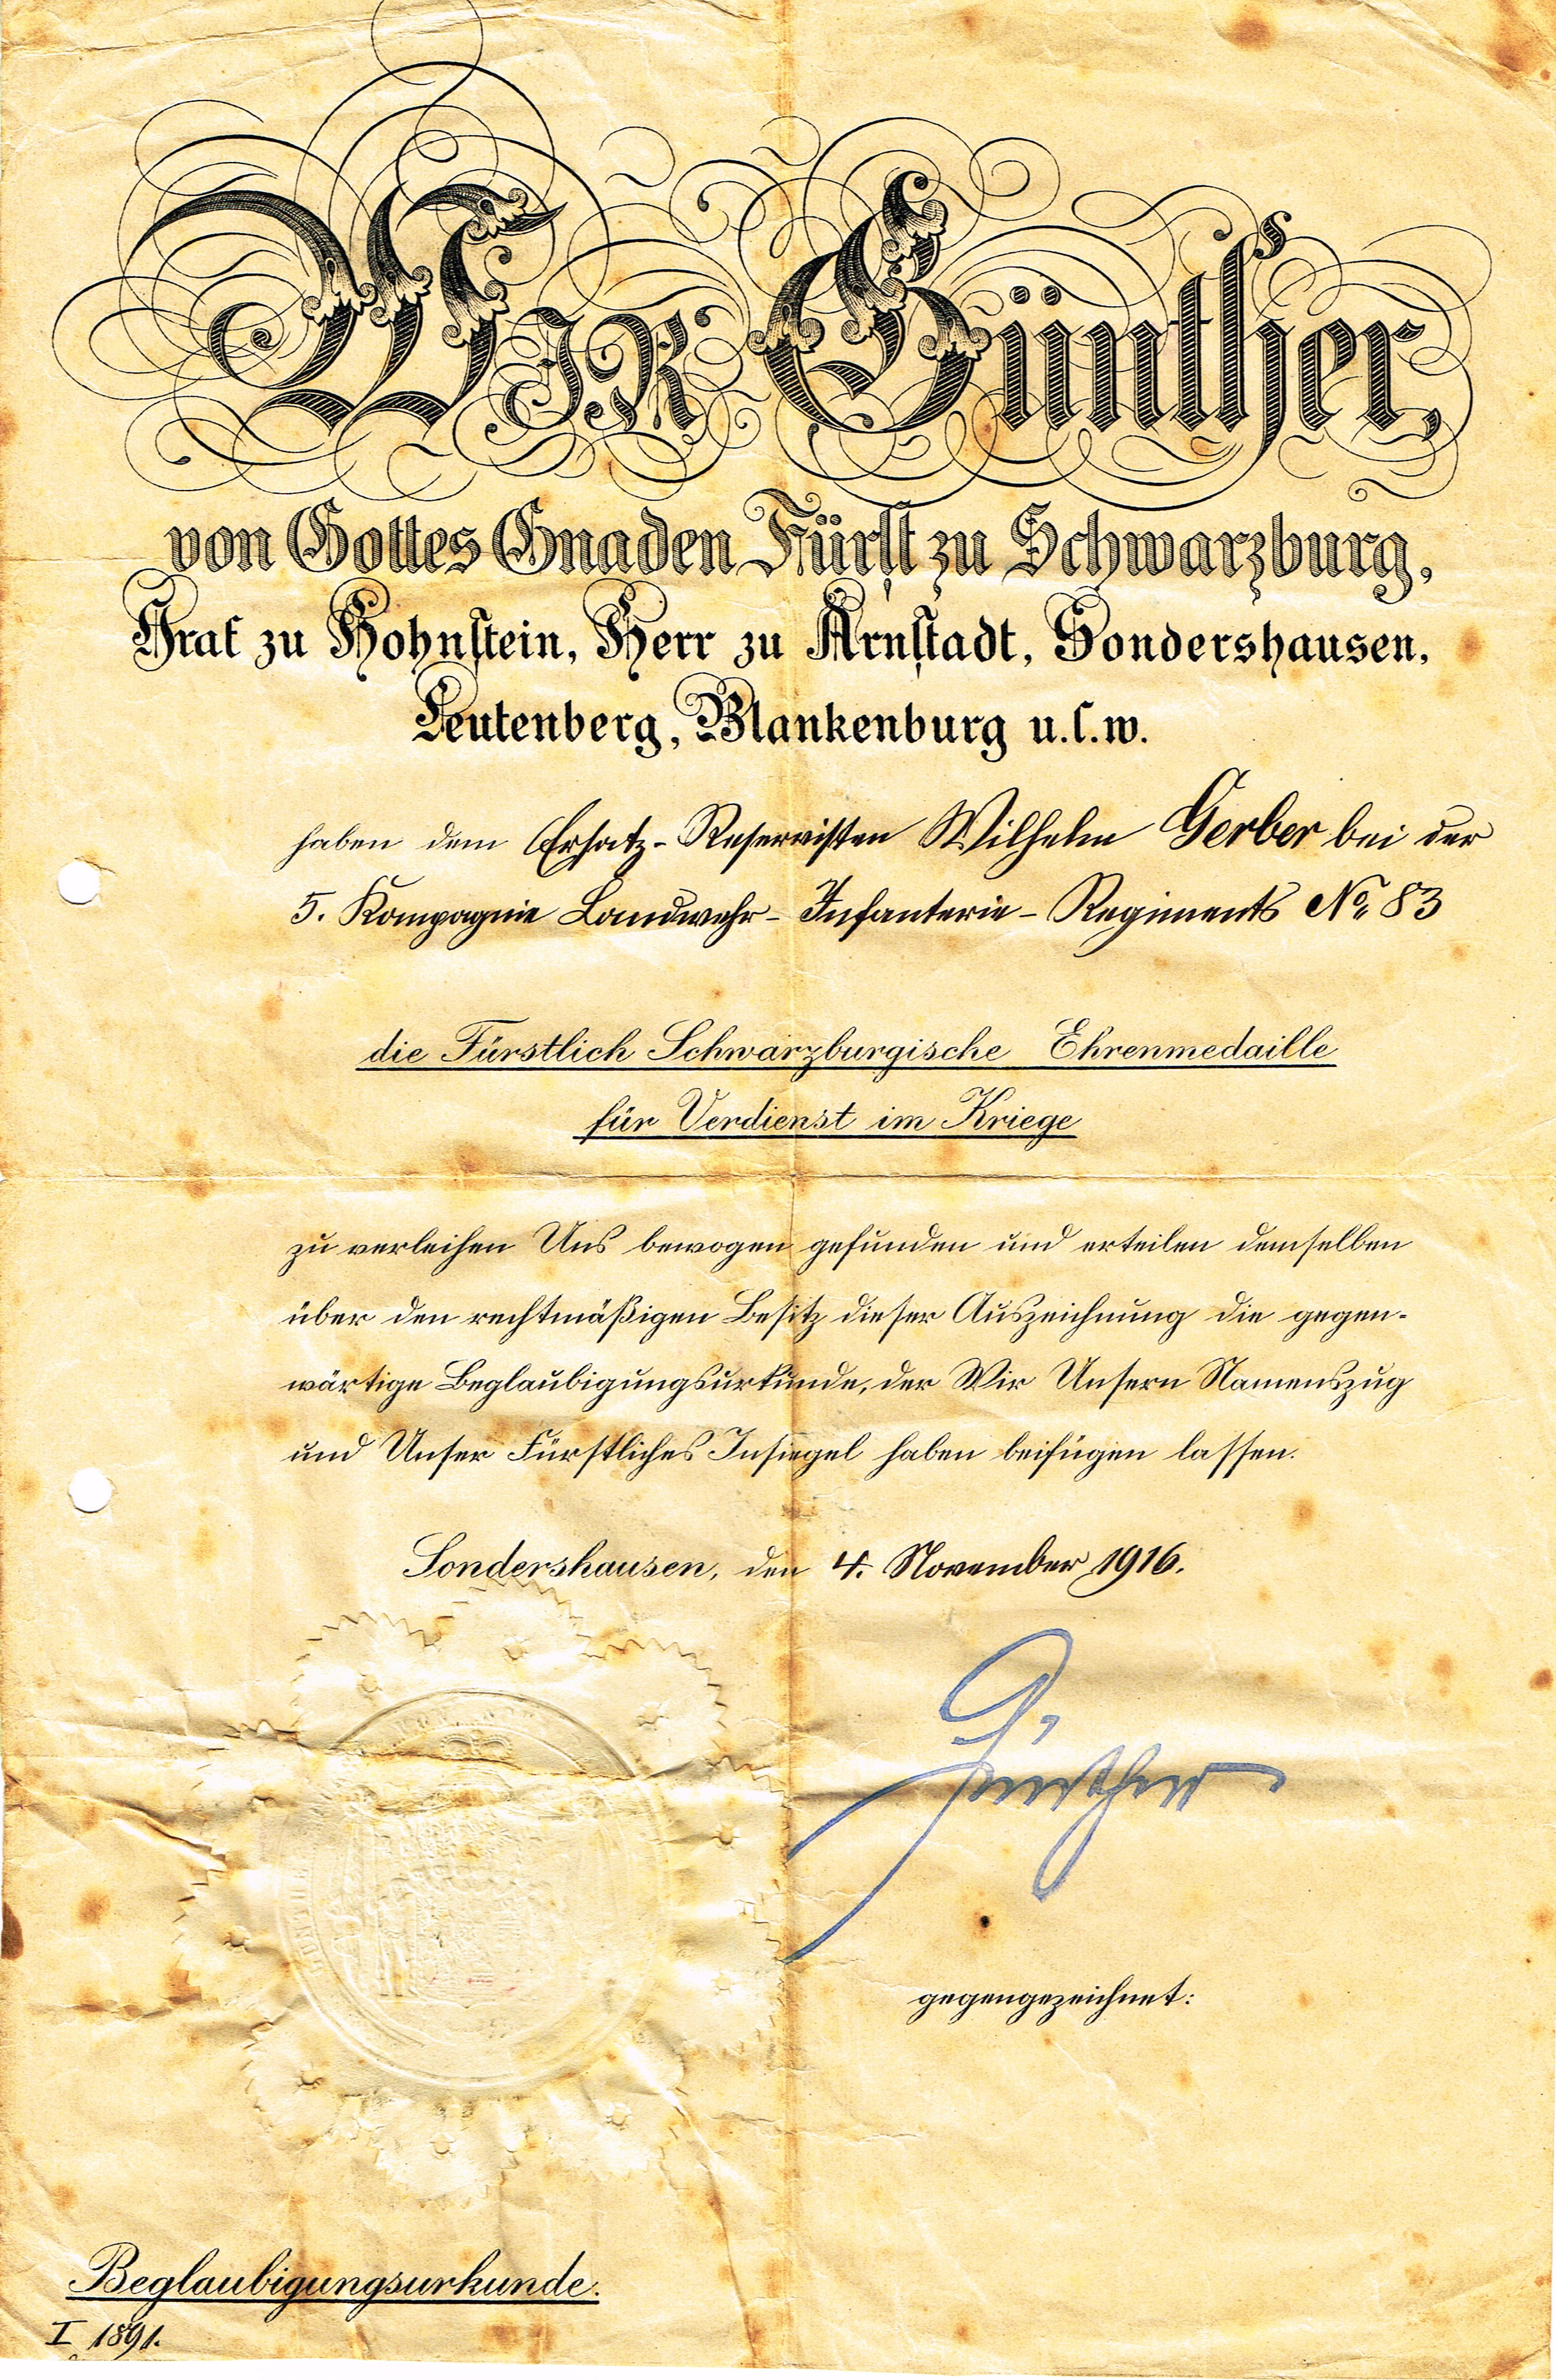 WIR Günther,
von Gottes Gnaden Fürst zu Schwarzburg,
Graf zu Hohnstein, Herr zu Arnstadt, Sondershausen,
Leutenberg, Blankenburg u.s.w.
haben dem Ersatz-Reservisten Wilhelm Gerber bei der
5. Kompagnie Landwehr-Infanterie-Regiments No. 83
die Fürstlich Schwarzburgische Ehrenmedaille
für Verdienst im Kriege
zu verleihen Uns bewogen gefunden und erteilen demselben
über den rechtmäßigen Besitz dieser Auszeichnung die gegen-
wärtige Beglaubigungsurkunde, der Wir Unsern Namenszug
und Unser Fürstliches Insiegel haben beifügen lassen.
Sondershausen, den 4. November 1916.
Günther
gegengezeichnet:
Beglaubigungsurkunde.
I 1891.